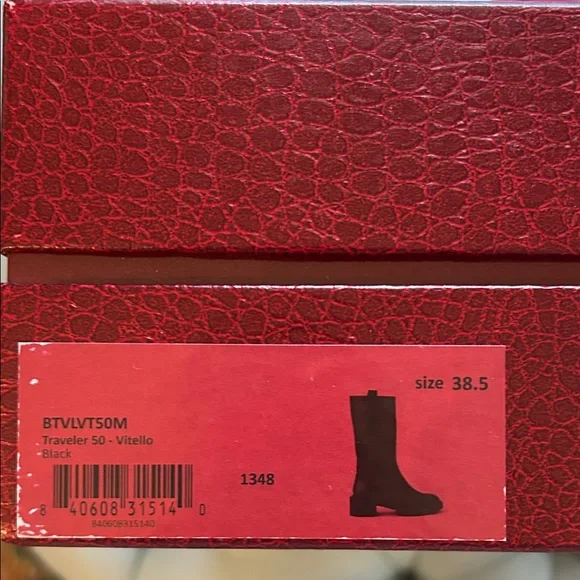 size 38.5
BTVLVT50M
Traveler 50 - Vitello
Black
1348
8 40608 31514 0
840608315140